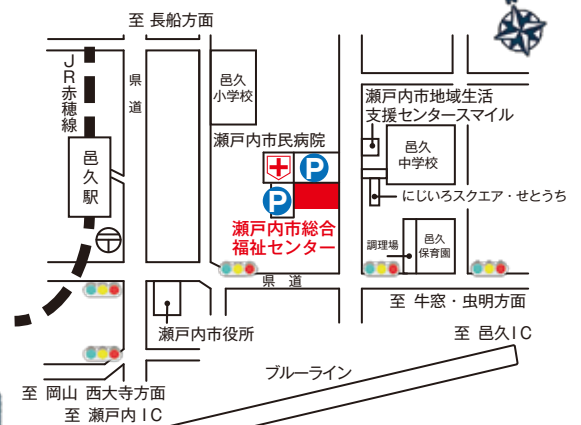 至 長船方面
JR赤穂線
県道
邑久
小学校
瀬戸内市地域生活
支援センタースマイル
瀬戸内市民病院
邑久
中学校
邑久駅
P
P
にじいろスクエア・せとうち
瀬戸内市総合
福祉センター
調理場
邑久
保育園
県道
至 牛窓・虫明方面
瀬戸内市役所
至 邑久IC
ブルーライン
至 岡山 西大寺方面
至 瀬戸内IC